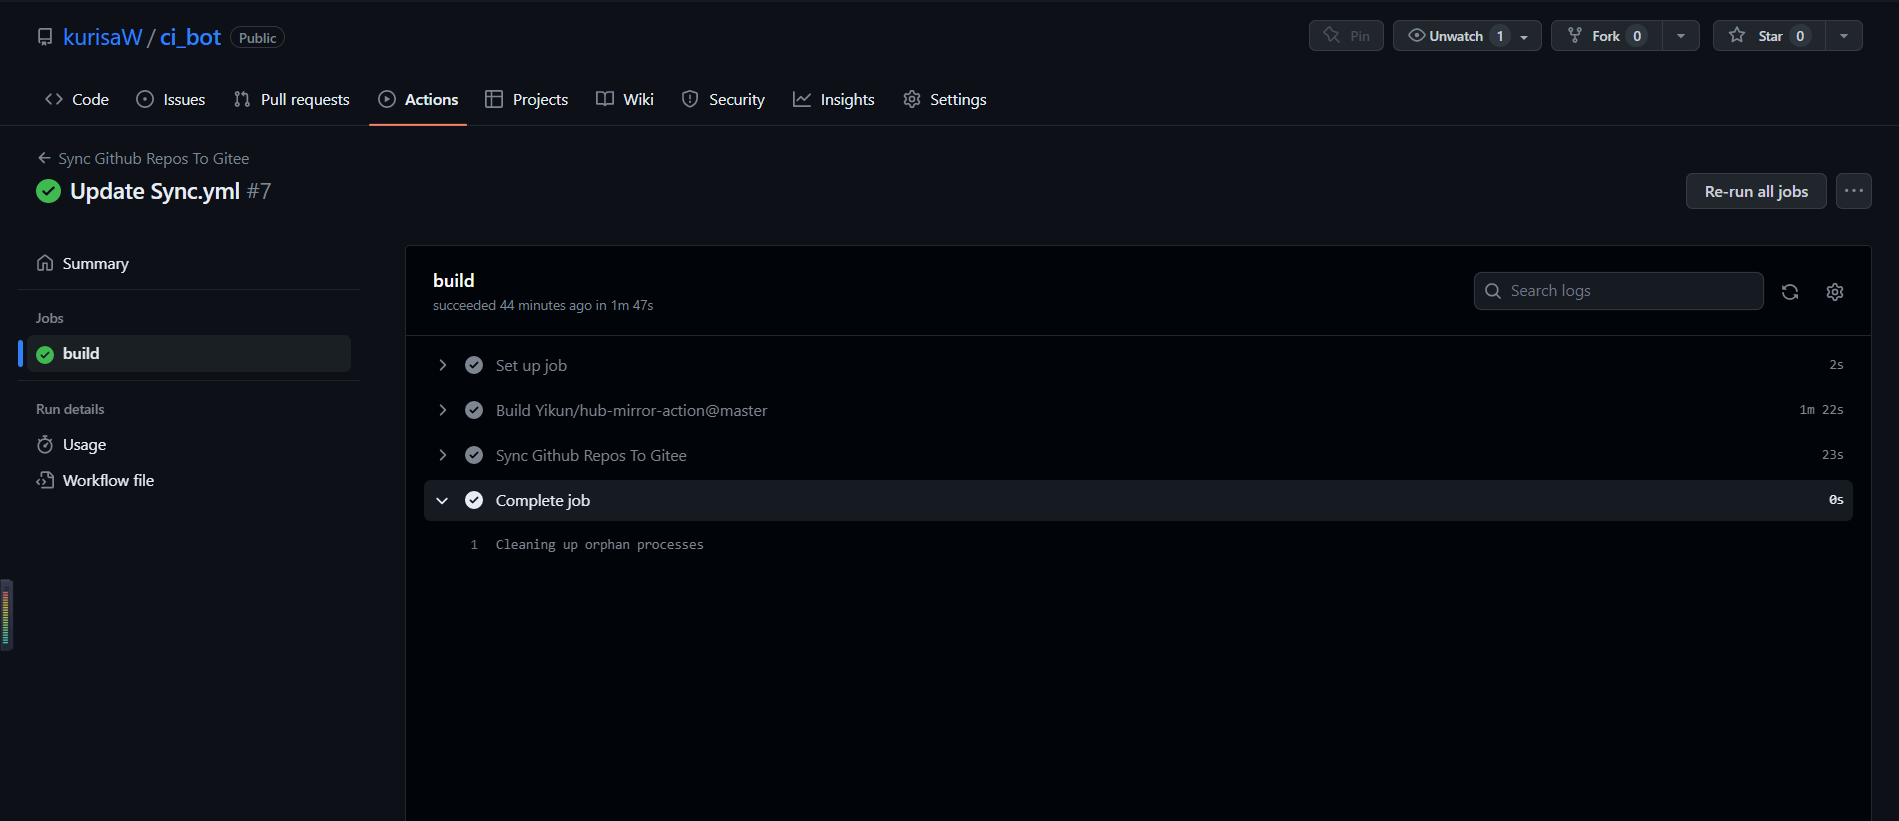 kurisaW / ci_bot Public Pin Unwatch 1 Fork 0 Star 0
Code Issues Pull requests Actions Projects Wiki Security Insights Settings
Sync Github Repos To Gitee
Update Sync.yml #7
Re-run all jobs ...
Summary
Jobs
build
Run details
Usage
Workflow file
build
succeeded 44 minutes ago in 1m 47s
Search logs
Set up job 2s
Build Yikun/hub-mirror-action@master 1m 22s
Sync Github Repos To Gitee 23s
Complete job 0s
1 Cleaning up orphan processes